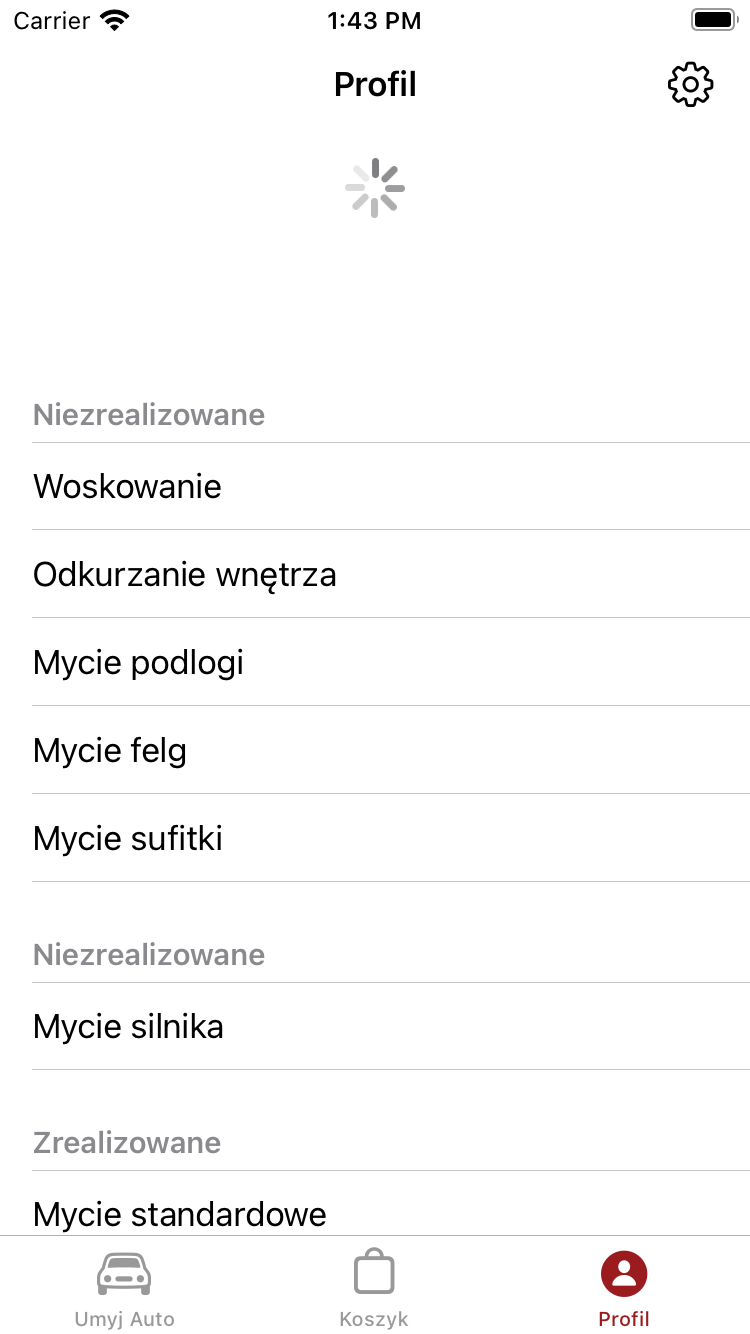 Carrier 1:43 PM
Profil
Niezrealizowane
Woskowanie
Odkurzanie wnętrza
Mycie podlogi
Mycie felg
Mycie sufitki
Niezrealizowane
Mycie silnika
Zrealizowane
Mycie standardowe
Umyj Auto Koszyk Profil